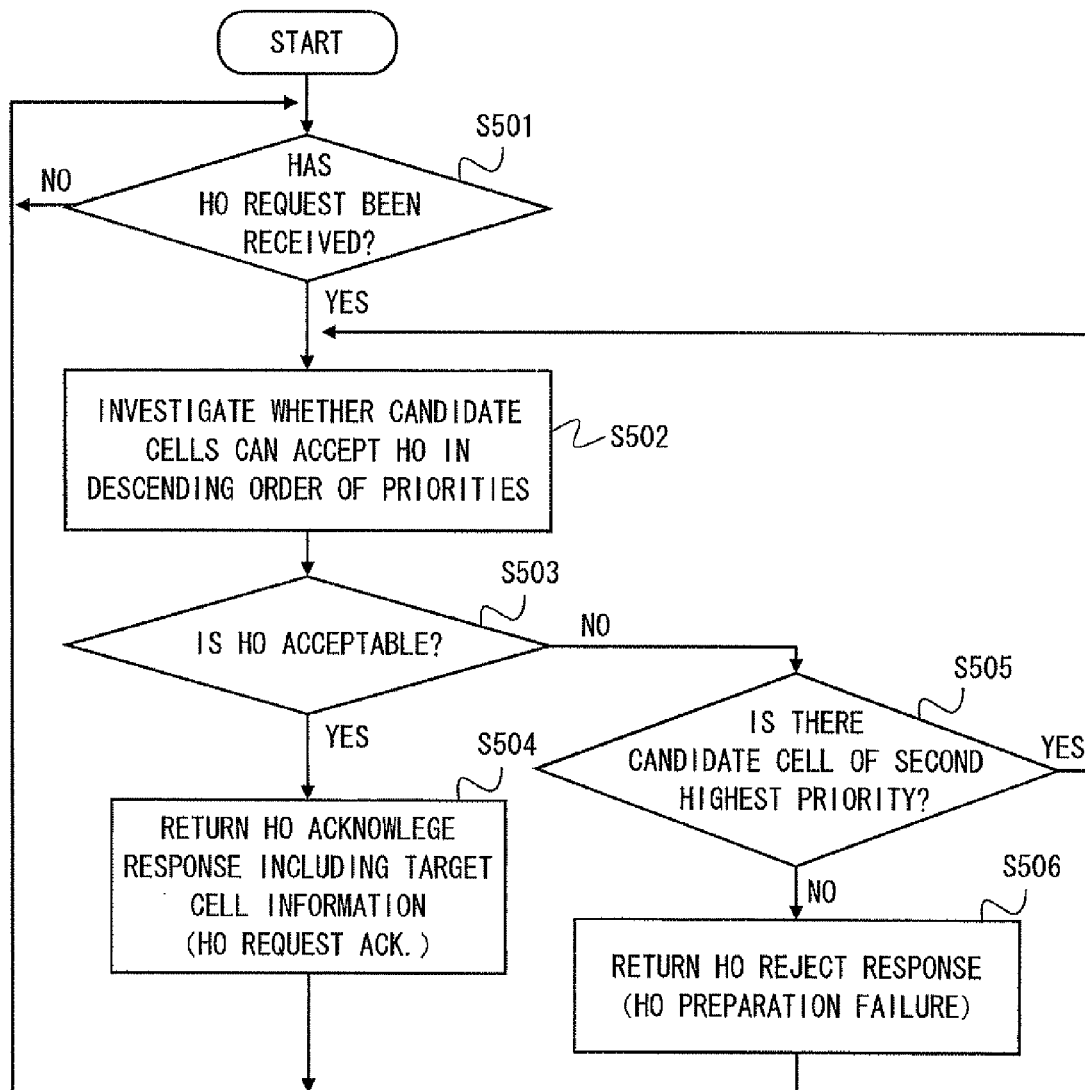 START
S501
HAS
HO REQUEST BEEN
RECEIVED?
NO
YES
INVESTIGATE WHETHER CANDIDATE
CELLS CAN ACCEPT HO IN
DESCENDING ORDER OF PRIORITIES
S502
S503
IS HO ACCEPTABLE?
NO
YES
S505
IS THERE
CANDIDATE CELL OF SECOND
HIGHEST PRIORITY?
YES
NO
S504
RETURN HO ACKNOWLEGE
RESPONSE INCLUDING TARGET
CELL INFORMATION
(HO REQUEST ACK.)
S506
RETURN HO REJECT RESPONSE
(HO PREPARATION FAILURE)